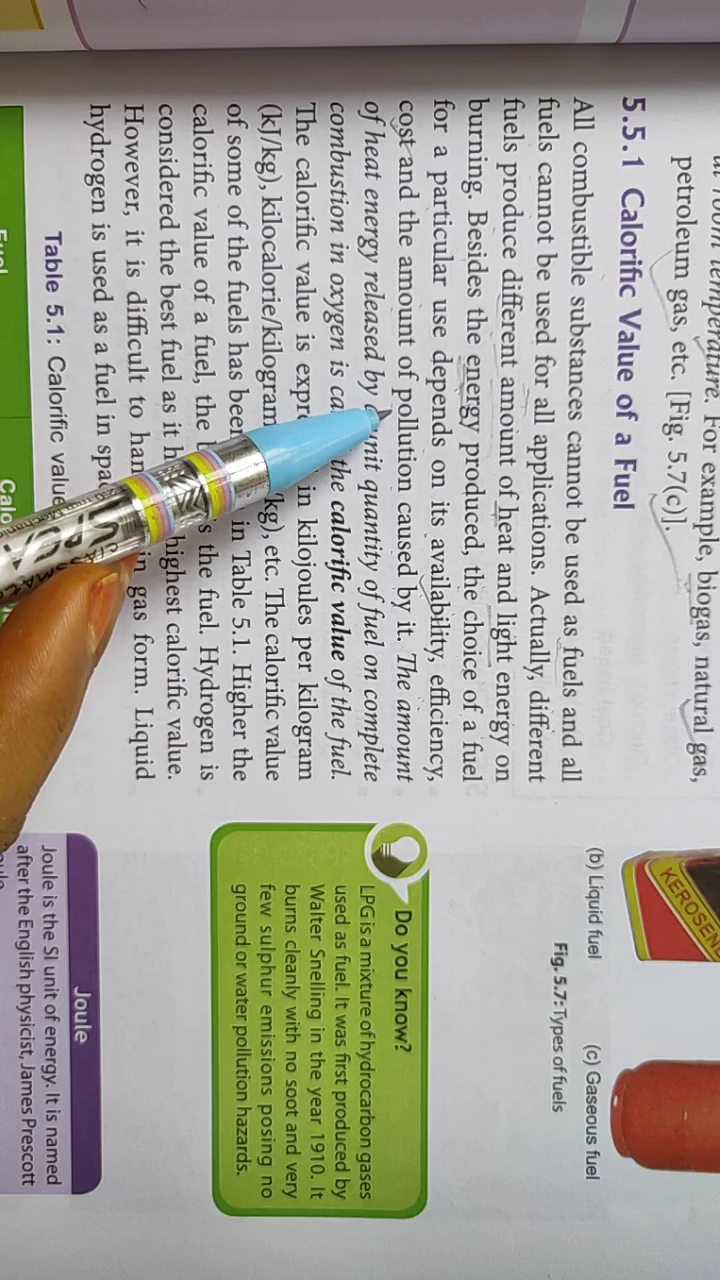 at room temperature. For example, biogas, natural gas,
petroleum gas, etc. [Fig. 5.7(c)].
5.5.1 Calorific Value of a Fuel
All combustible substances cannot be used as fuels and all
fuels cannot be used for all applications. Actually, different
fuels produce different amount of heat and light energy on
burning. Besides the energy produced, the choice of a fuel
for a particular use depends on its availability, efficiency,
cost and the amount of pollution caused by it. The amount
of heat energy released by unit quantity of fuel on complete
combustion in oxygen is the calorific value of the fuel.
The calorific value is in kilojoules per kilogram
(kJ/kg), kilocalorie/kilogram etc. The calorific value
of some of the fuels has been in Table 5.1. Higher the
calorific value of a fuel, the the fuel. Hydrogen is
considered the best fuel as it highest calorific value.
However, it is difficult to in gas form. Liquid
hydrogen is used as a fuel in
Table 5.1: Calorific value
Fuel
KEROSENE
(b) Liquid fuel
(c) Gaseous fuel
Fig. 5.7: Types of fuels
Do you know?
LPG is a mixture of hydrocarbon gases
used as fuel. It was first produced by
Walter Snelling in the year 1910. It
burns cleanly with no soot and very
few sulphur emissions posing no
ground or water pollution hazards.
Joule
Joule is the SI unit of energy. It is named
after the English physicist, James Prescott